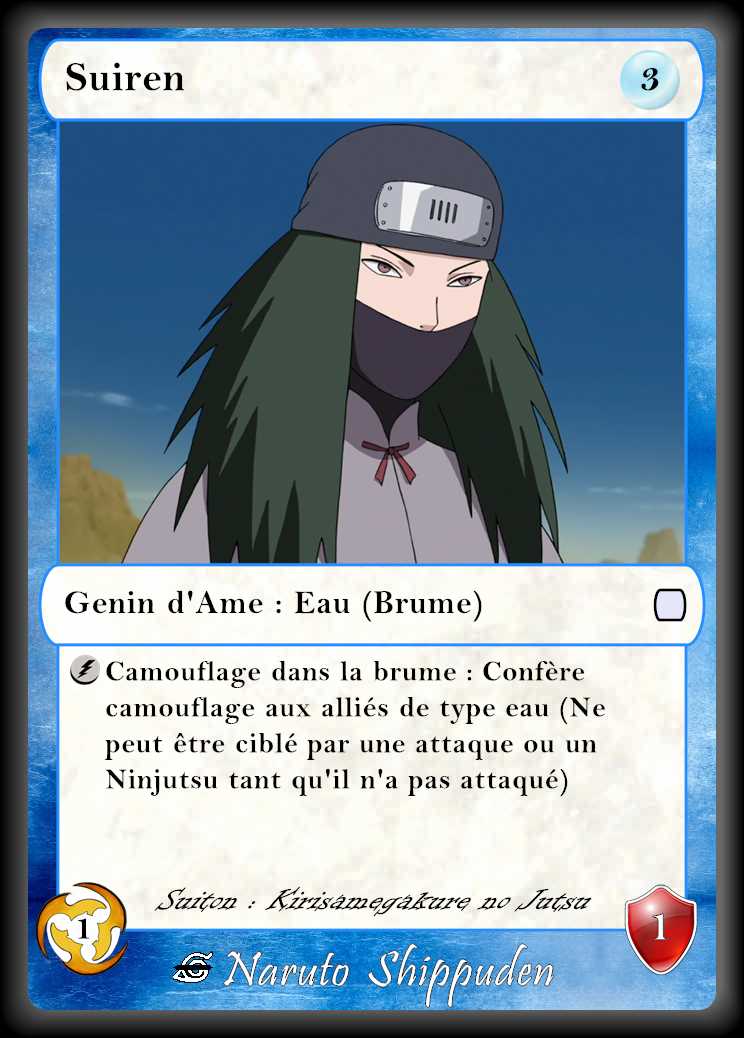 Suiren
3
Genin d'Ame : Eau (Brume)
Camouflage dans la brume : Confère
camouflage aux alliés de type eau (Ne
peut être ciblé par une attaque ou un
Ninjutsu tant qu'il n'a pas attaqué)
Suiton : Kirisamegakure no Jutsu
1
1
Naruto Shippuden